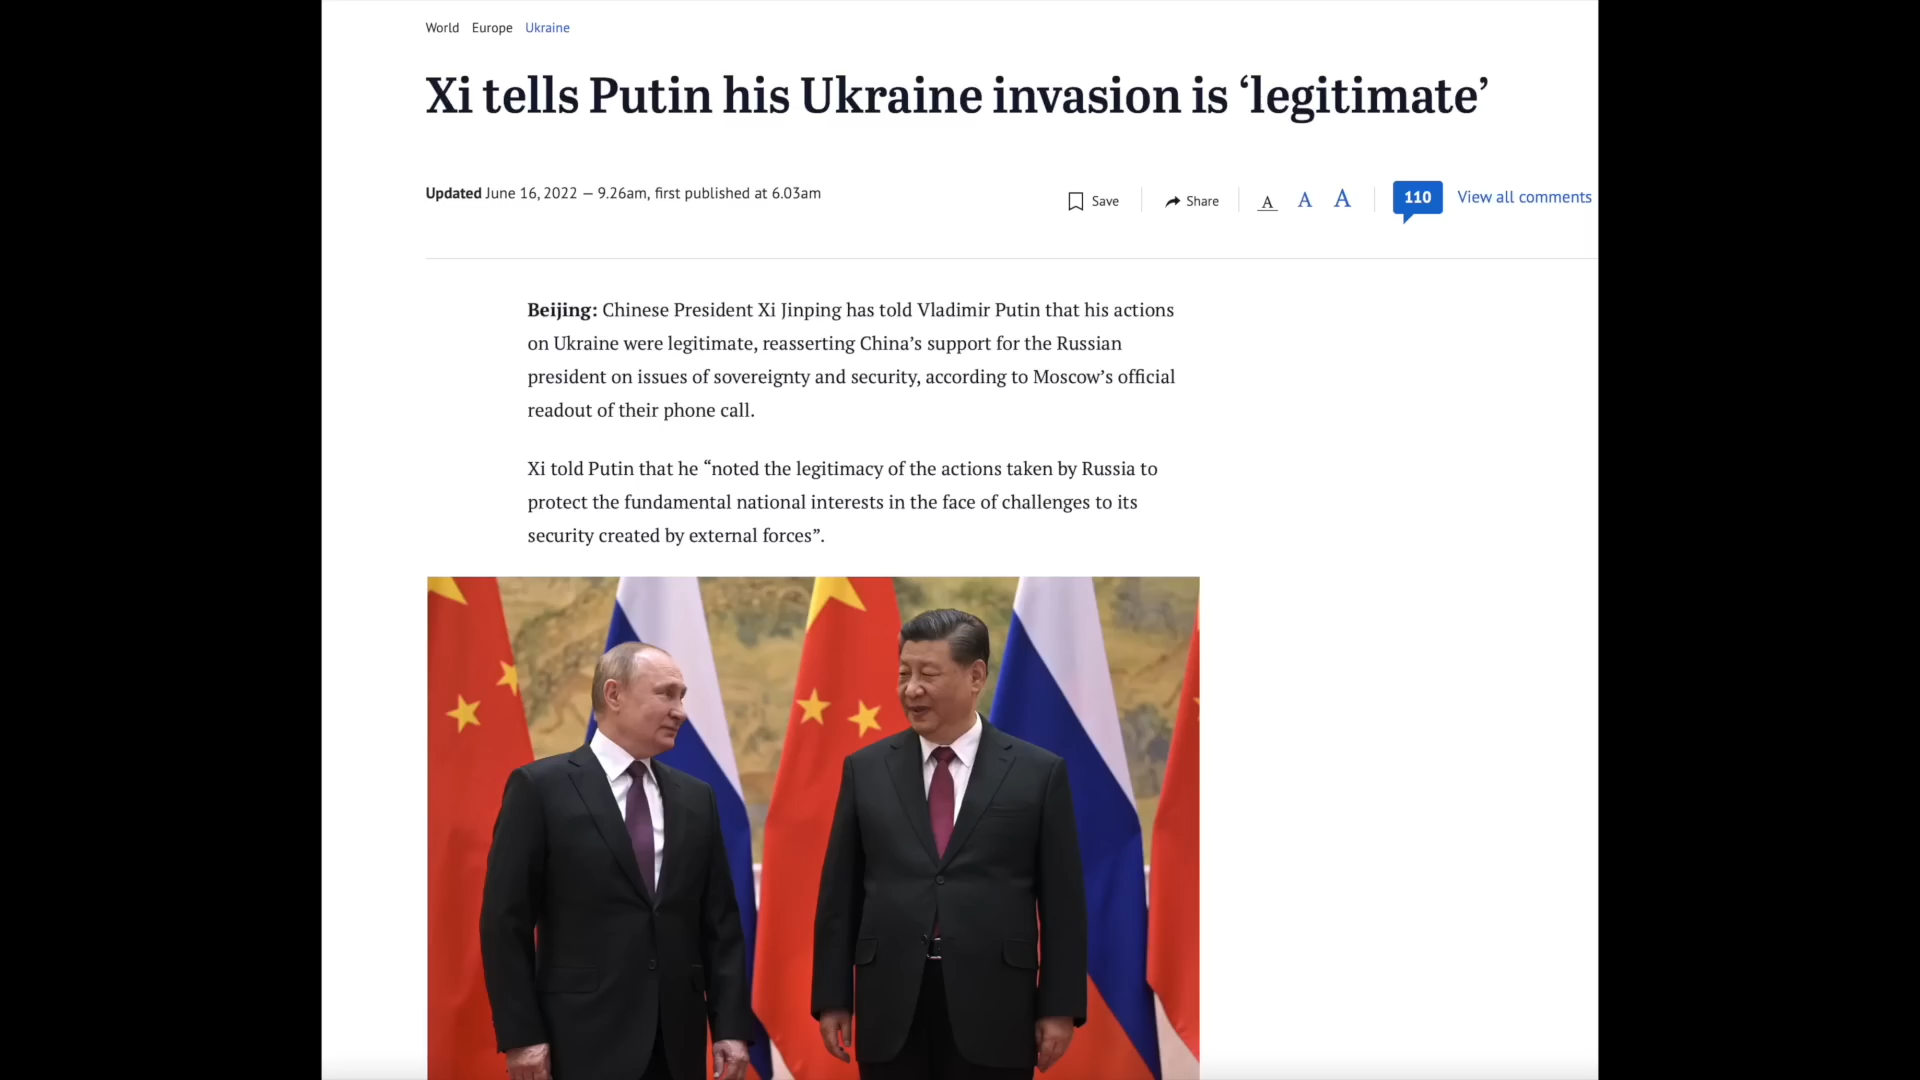 World Europe Ukraine
Xi tells Putin his Ukraine invasion is ‘legitimate’
Updated June 16, 2022 — 9.26am, first published at 6.03am
Save Share A A A 110 View all comments
Beijing: Chinese President Xi Jinping has told Vladimir Putin that his actions
on Ukraine were legitimate, reasserting China’s support for the Russian
president on issues of sovereignty and security, according to Moscow’s official
readout of their phone call.
Xi told Putin that he “noted the legitimacy of the actions taken by Russia to
protect the fundamental national interests in the face of challenges to its
security created by external forces”.